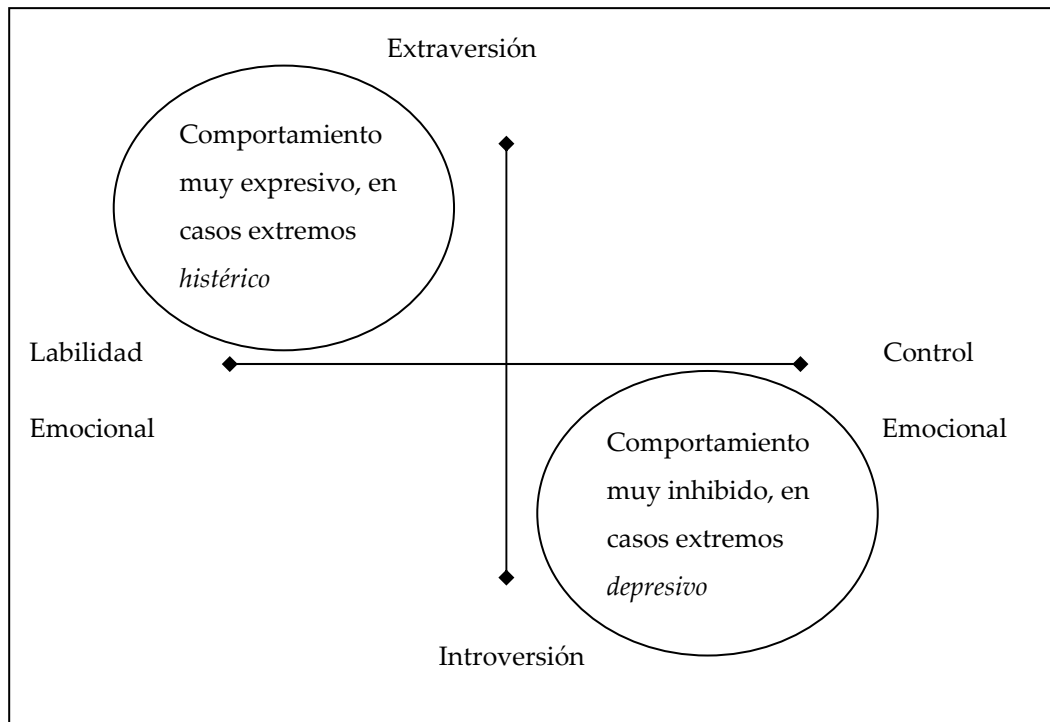 Extraversión
Comportamiento
muy expresivo, en
casos extremos
histérico
Labilidad
Emocional
Control
Emocional
Comportamiento
muy inhibido, en
casos extremos
depresivo
Introversión